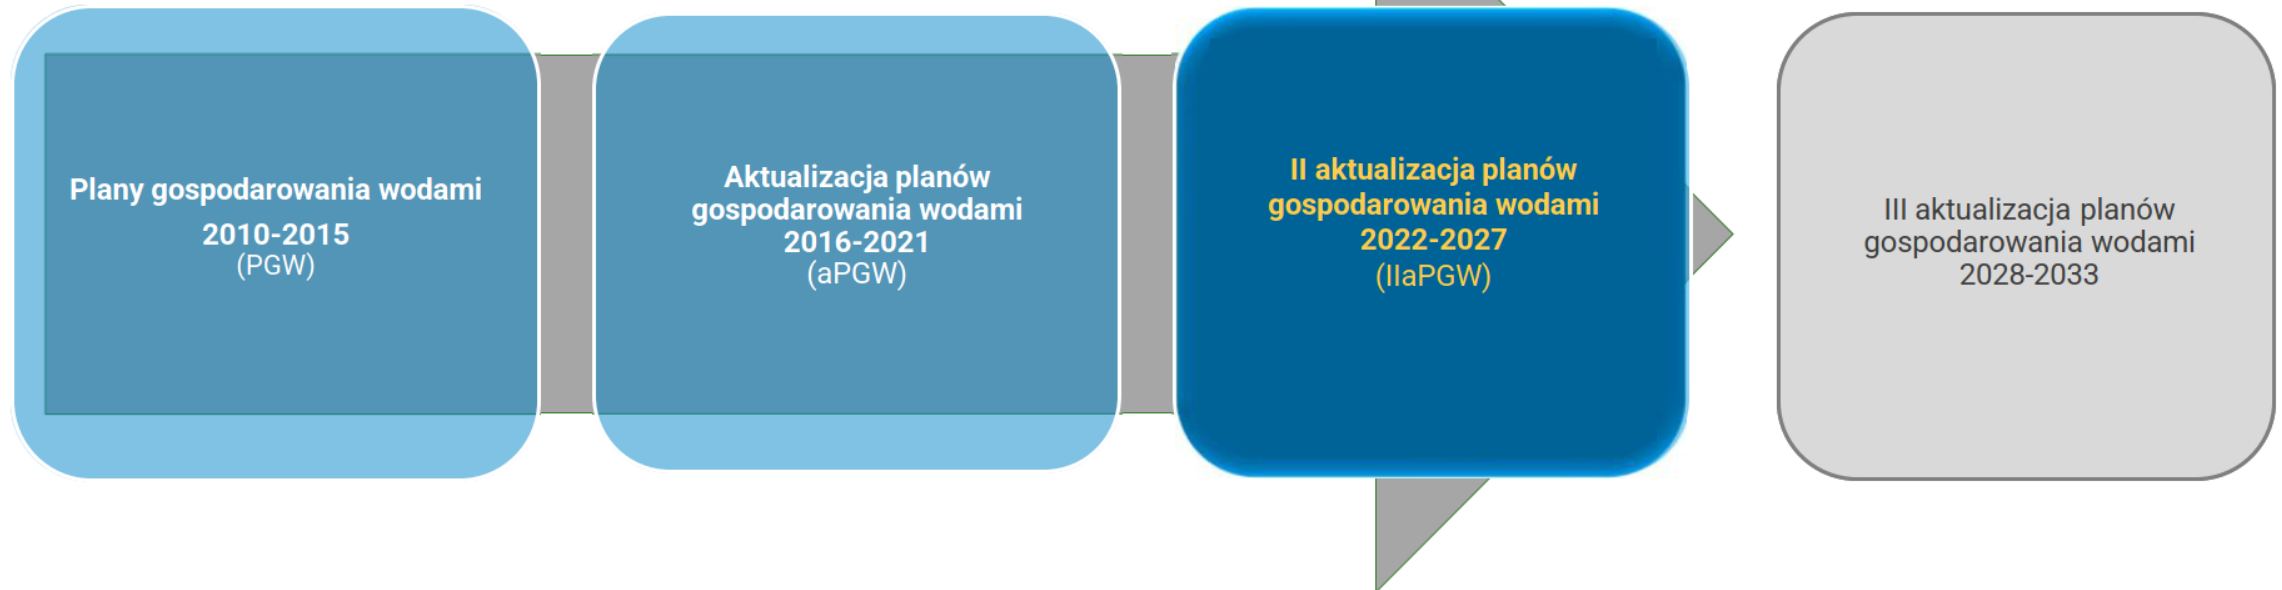 Plany gospodarowania wodami
2010-2015
(PGW)
Aktualizacja planów
gospodarowania wodami
2016-2021
(aPGW)
II aktualizacja planów
gospodarowania wodami
2022-2027
(IIaPGW)
III aktualizacja planów
gospodarowania wodami
2028-2033